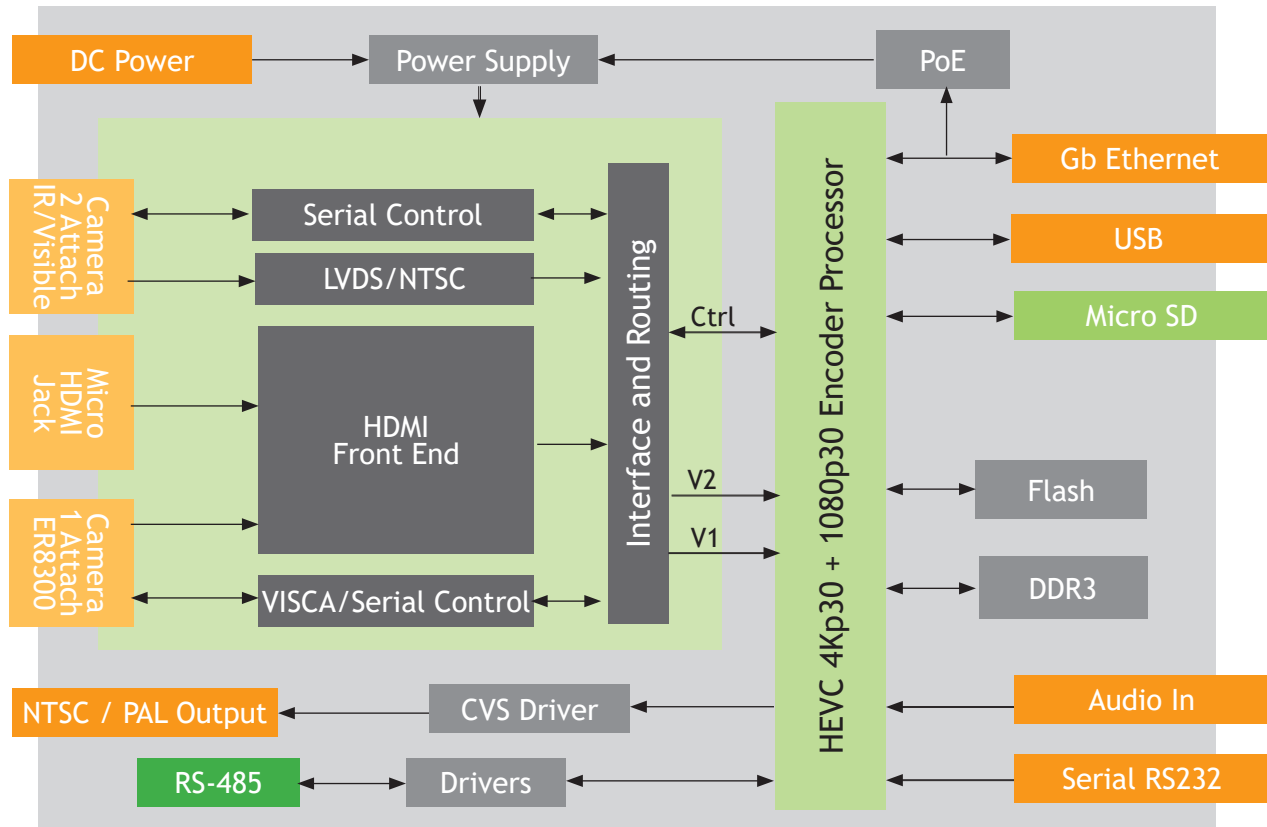 DC Power
Power Supply
PoE
Gb Ethernet
USB
Micro SD
Camera
2 Attach
IR/Visible
Serial Control
LVDS/NTSC
Micro
HDMI
Jack
HDMI
Front End
Camera
1 Attach
ER8300
VISCA/Serial Control
Interface and Routing
Ctrl
V2
V1
HEVC 4Kp30 + 1080p30 Encoder Processor
Flash
DDR3
NTSC / PAL Output
CVS Driver
Audio In
RS-485
Drivers
Serial RS232